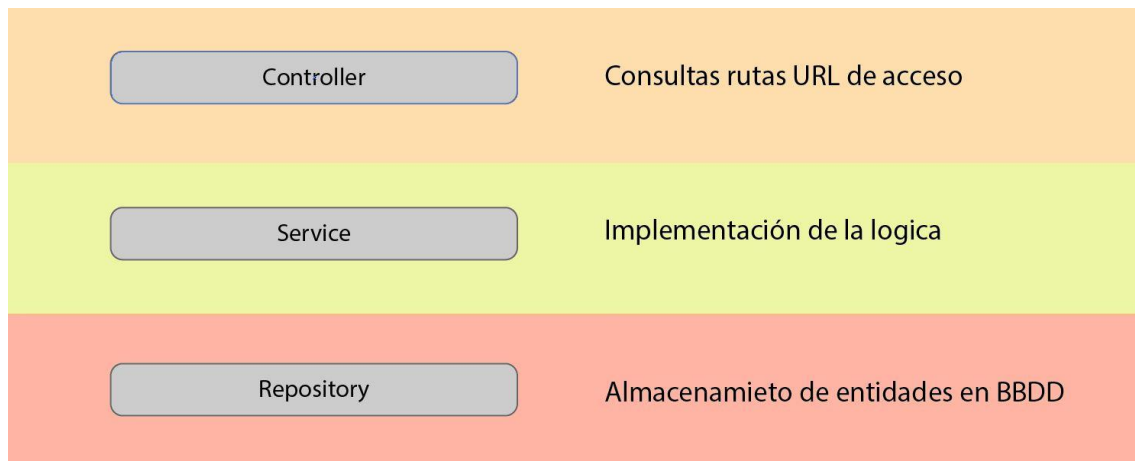 Controller
Consultas rutas URL de acceso
Service
Implementación de la logica
Repository
Almacenamieto de entidades en BBDD